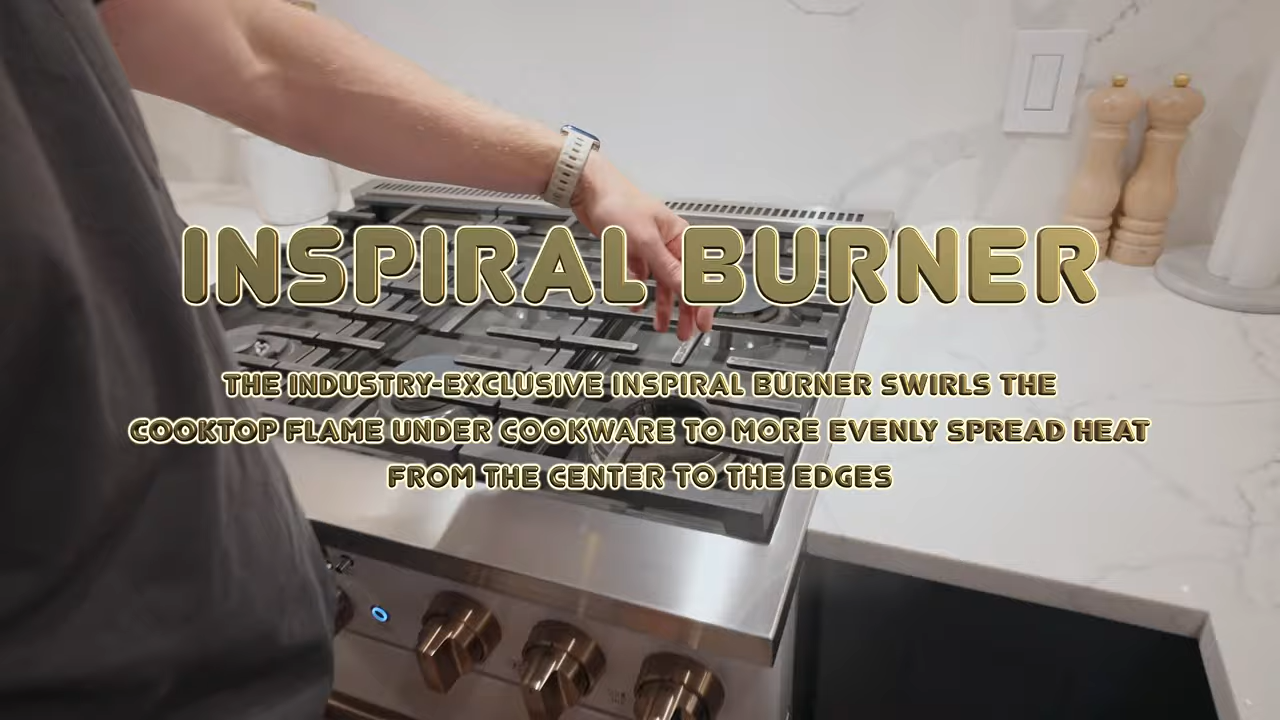 INSPIRAL BURNER
THE INDUSTRY-EXCLUSIVE INSPIRAL BURNER SWIRLS THE
COOKTOP FLAME UNDER COOKWARE TO MORE EVENLY SPREAD HEAT
FROM THE CENTER TO THE EDGES